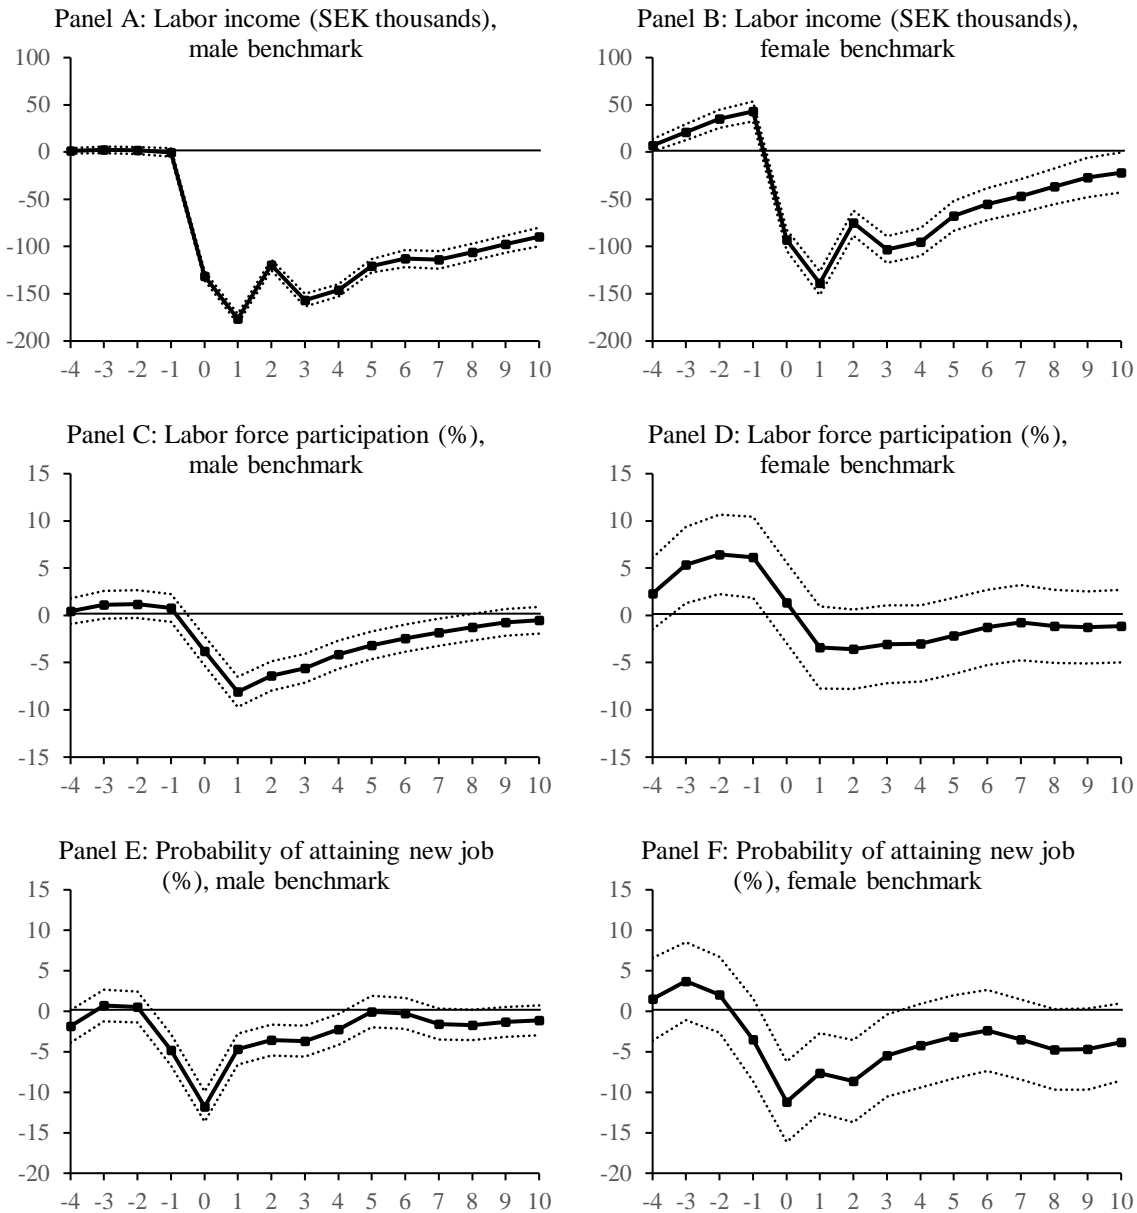 Panel A: Labor income (SEK thousands),
male benchmark
100
50
0
-50
-100
-150
-200
-4 -3 -2 -1 0 1 2 3 4 5 6 7 8 9 10
Panel B: Labor income (SEK thousands),
female benchmark
100
50
0
-50
-100
-150
-200
-4 -3 -2 -1 0 1 2 3 4 5 6 7 8 9 10
Panel C: Labor force participation (%),
male benchmark
15
10
5
0
-5
-10
-15
-4 -3 -2 -1 0 1 2 3 4 5 6 7 8 9 10
Panel D: Labor force participation (%),
female benchmark
15
10
5
0
-5
-10
-15
-4 -3 -2 -1 0 1 2 3 4 5 6 7 8 9 10
Panel E: Probability of attaining new job
(%), male benchmark
15
10
5
0
-5
-10
-15
-20
-4 -3 -2 -1 0 1 2 3 4 5 6 7 8 9 10
Panel F: Probability of attaining new job
(%), female benchmark
15
10
5
0
-5
-10
-15
-20
-4 -3 -2 -1 0 1 2 3 4 5 6 7 8 9 10